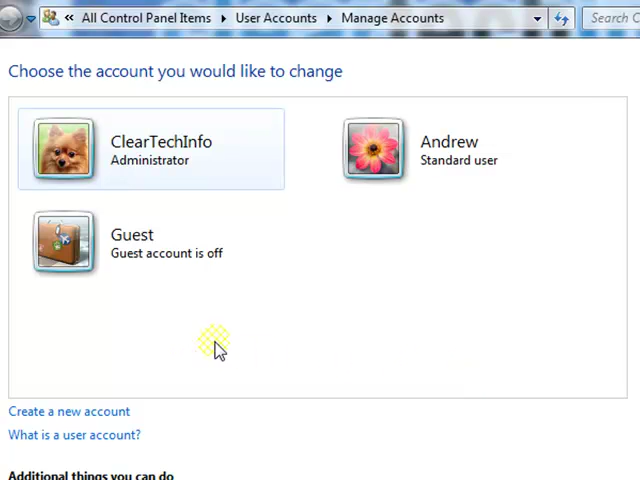 All Control Panel Items User Accounts Manage Accounts Search C
Choose the account you would like to change
ClearTechInfo
Administrator
Andrew
Standard user
Guest
Guest account is off
Create a new account
What is a user account?
Additional things you can do